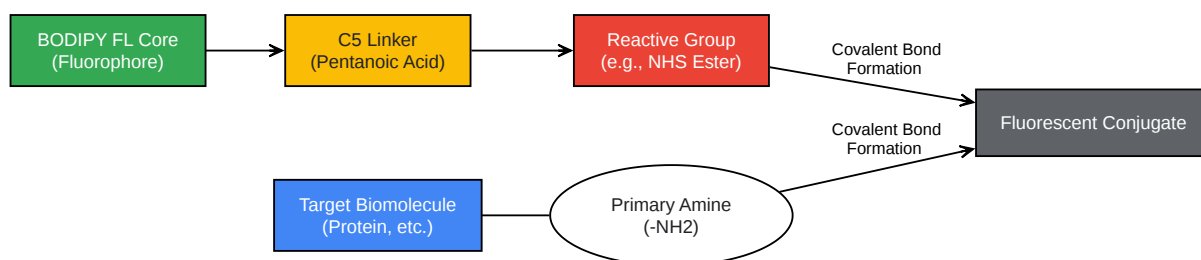 BODIPY FL Core
(Fluorophore)
C5 Linker
(Pentanoic Acid)
Reactive Group
(e.g., NHS Ester)
Covalent Bond
Formation
Fluorescent Conjugate
Covalent Bond
Formation
Target Biomolecule
(Protein, etc.)
Primary Amine
(-NH2)